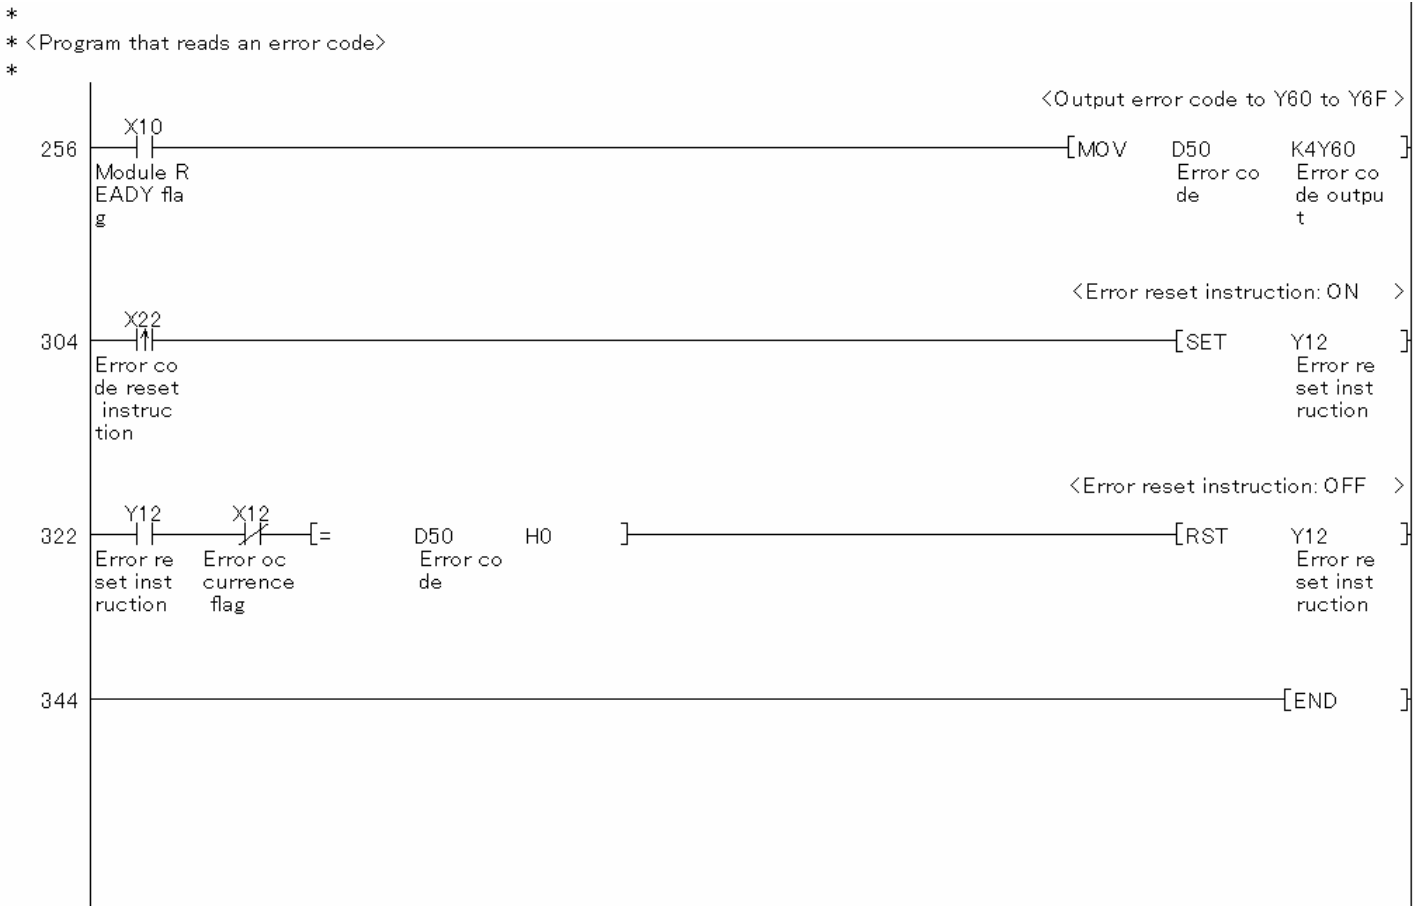 *
* <Program that reads an error code>
*
<Output error code to Y60 to Y6F >
X10
256 [MOV D50 K4Y60 ]
Module R Error co Error co
EADY fla de de outpu
g t
<Error reset instruction: ON >
X22
304 [SET Y12 ]
Error co Error re
de reset set inst
instruc ruction
tion
<Error reset instruction: OFF >
Y12 X12
322 [= D50 H0 ] [RST Y12 ]
Error re Error oc Error co Error re
set inst currence de set inst
ruction flag ruction
344 [END ]